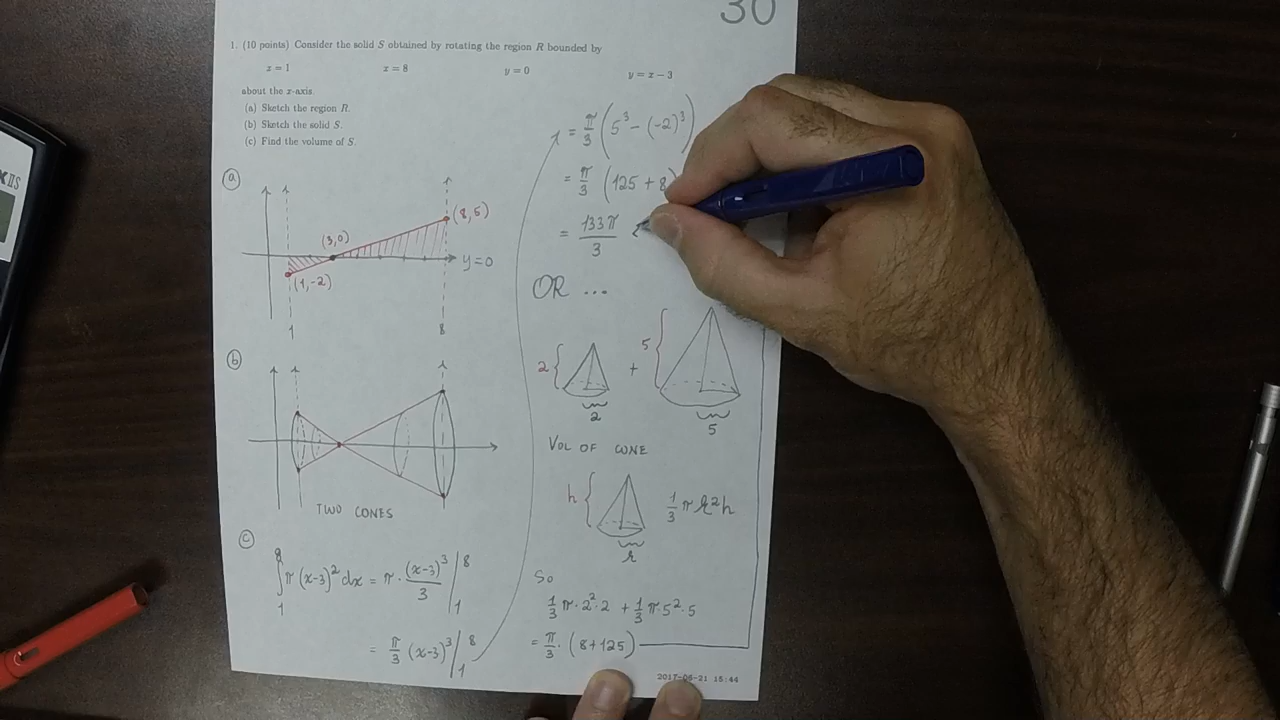 30
1. (10 points) Consider the solid S obtained by rotating the region R bounded by
x = 1 x = 8 y = 0 y = x − 3
about the x-axis.
(a) Sketch the region R.
(b) Sketch the solid S.
(c) Find the volume of S.
XIIS
ⓐ
(3,0)
(8,5)
y=0
(1,-2)
1 8
ⓑ
TWO CONES
ⓒ
∫₁⁸ π (x-3)² dx = π · (x-3)³/3 |₁⁸
= π/3 (x-3)³ |₁⁸
= π/3 (5³ - (-2)³)
= π/3 (125 + 8
= 133π/3
OR ...
2 + 5
2 5
VOL OF CONE
h 1/3 π r² h
r
So
1/3 π · 2² · 2 + 1/3 π · 5² · 5
= π/3 · (8+125)
2017-06-21 15:44